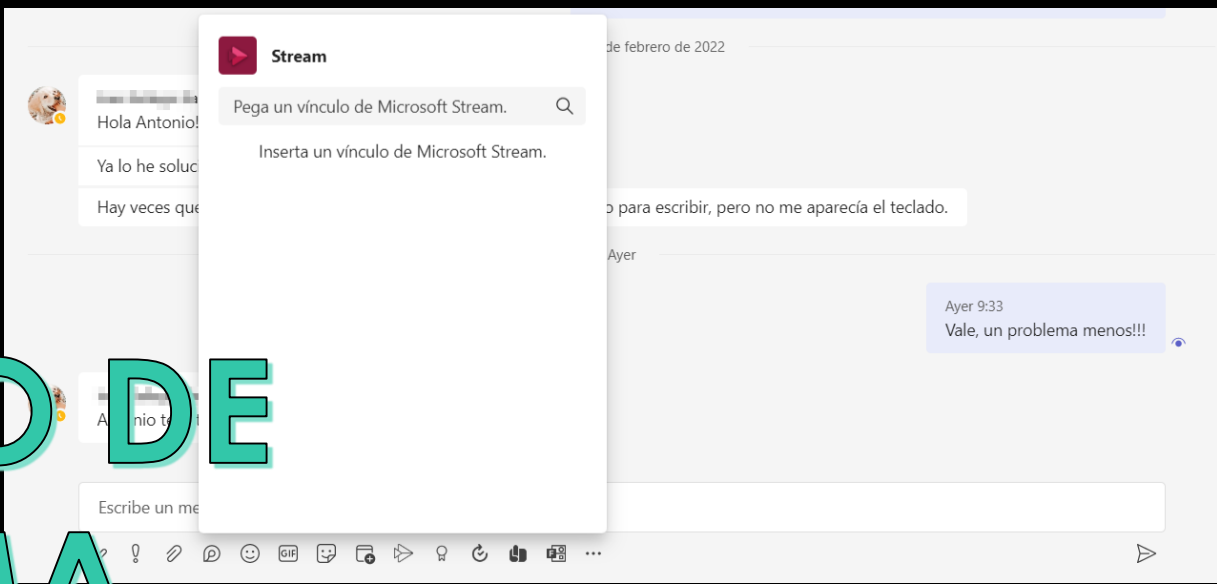 Stream
de febrero de 2022
Pega un vínculo de Microsoft Stream.
Hola Antonio!
Inserta un vínculo de Microsoft Stream.
Ya lo he soluc
Hay veces que
para escribir, pero no me aparecía el teclado.
Ayer
Ayer 9:33
Vale, un problema menos!!!
O DE
Escribe un me
GIF
MA